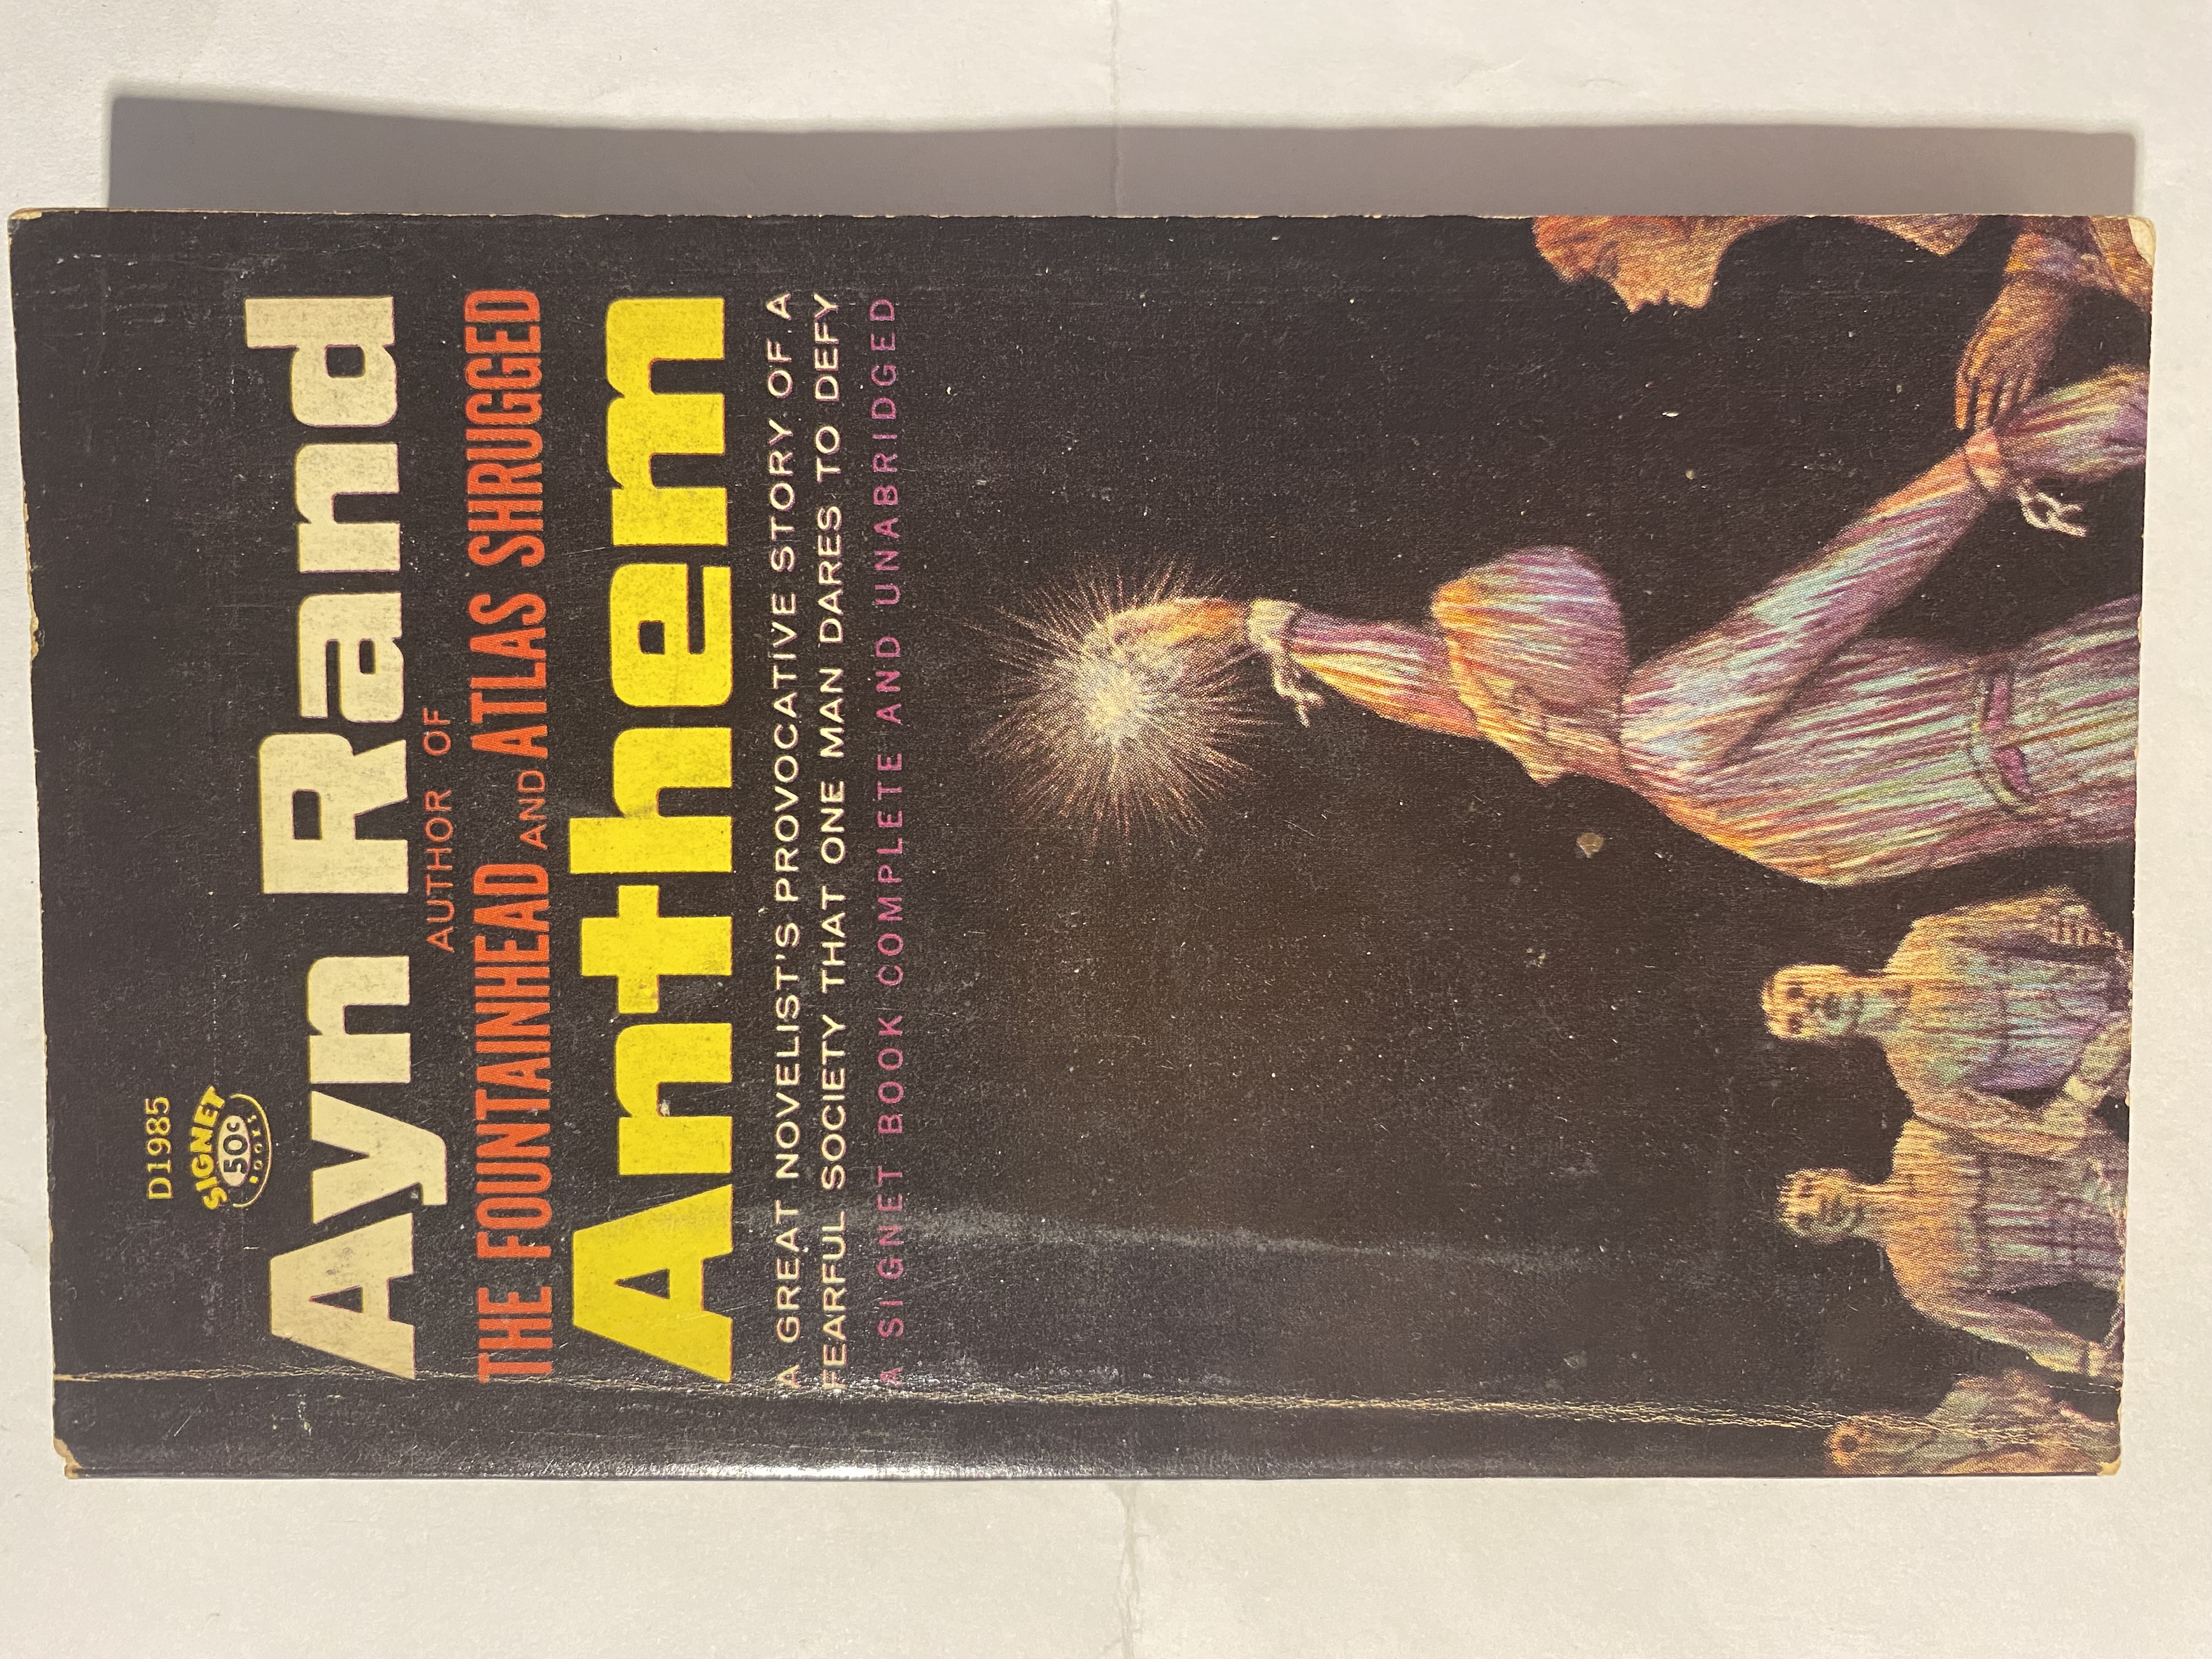 D1985
SIGNET
50c
BOOKS
Ayn Rand
AUTHOR OF
THE FOUNTAINHEAD AND ATLAS SHRUGGED
Anthem
A GREAT NOVELIST'S PROVOCATIVE STORY OF A
FEARFUL SOCIETY THAT ONE MAN DARES TO DEFY
A SIGNET BOOK COMPLETE AND UNABRIDGED